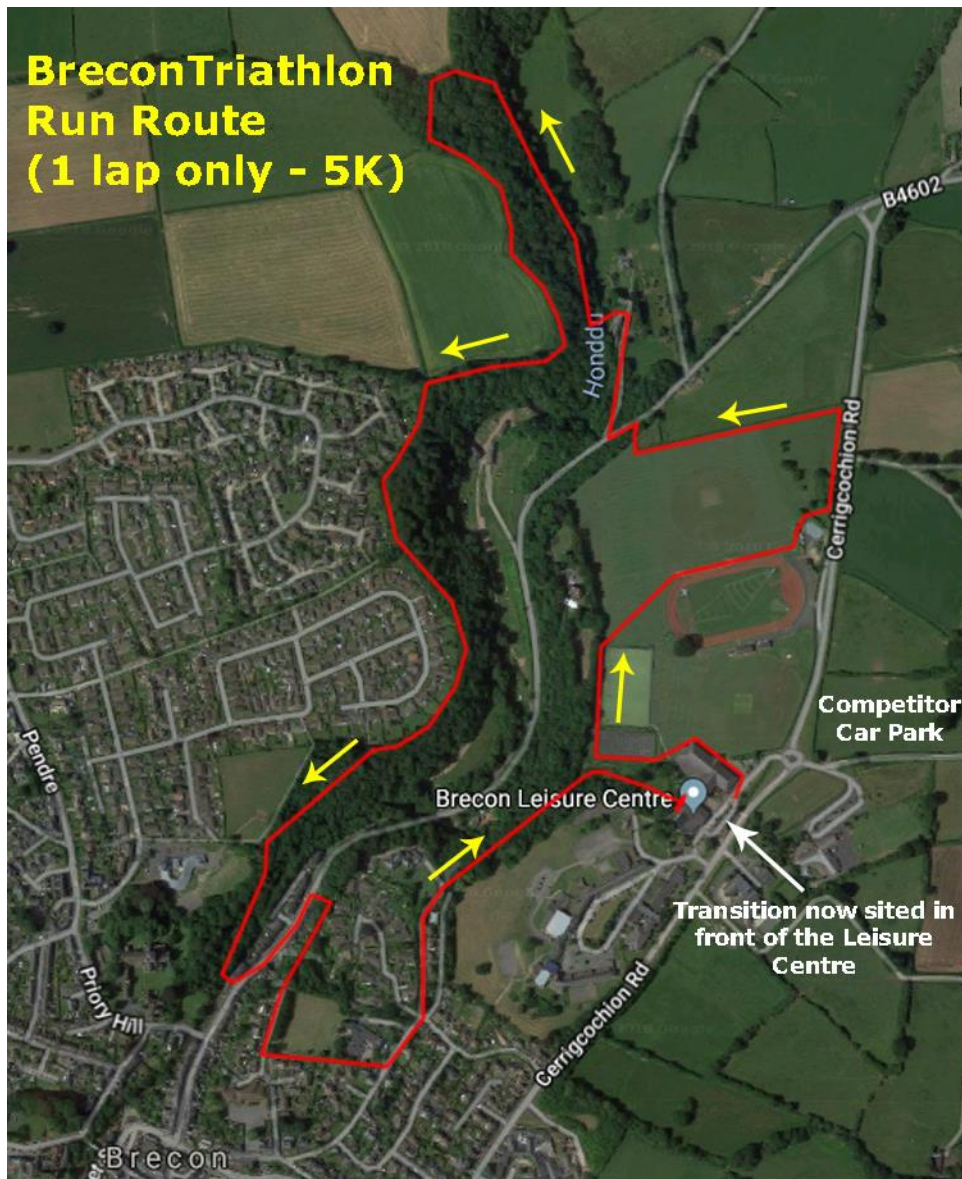 BreconTriathlon
Run Route
(1 lap only - 5K)
B4602
Honddu
Cerrigcochion Rd
Competitor
Car Park
Pendre
Brecon Leisure Centre
Transition now sited in
front of the Leisure
Centre
Priory Hill
Cerrigcochion Rd
Brecon